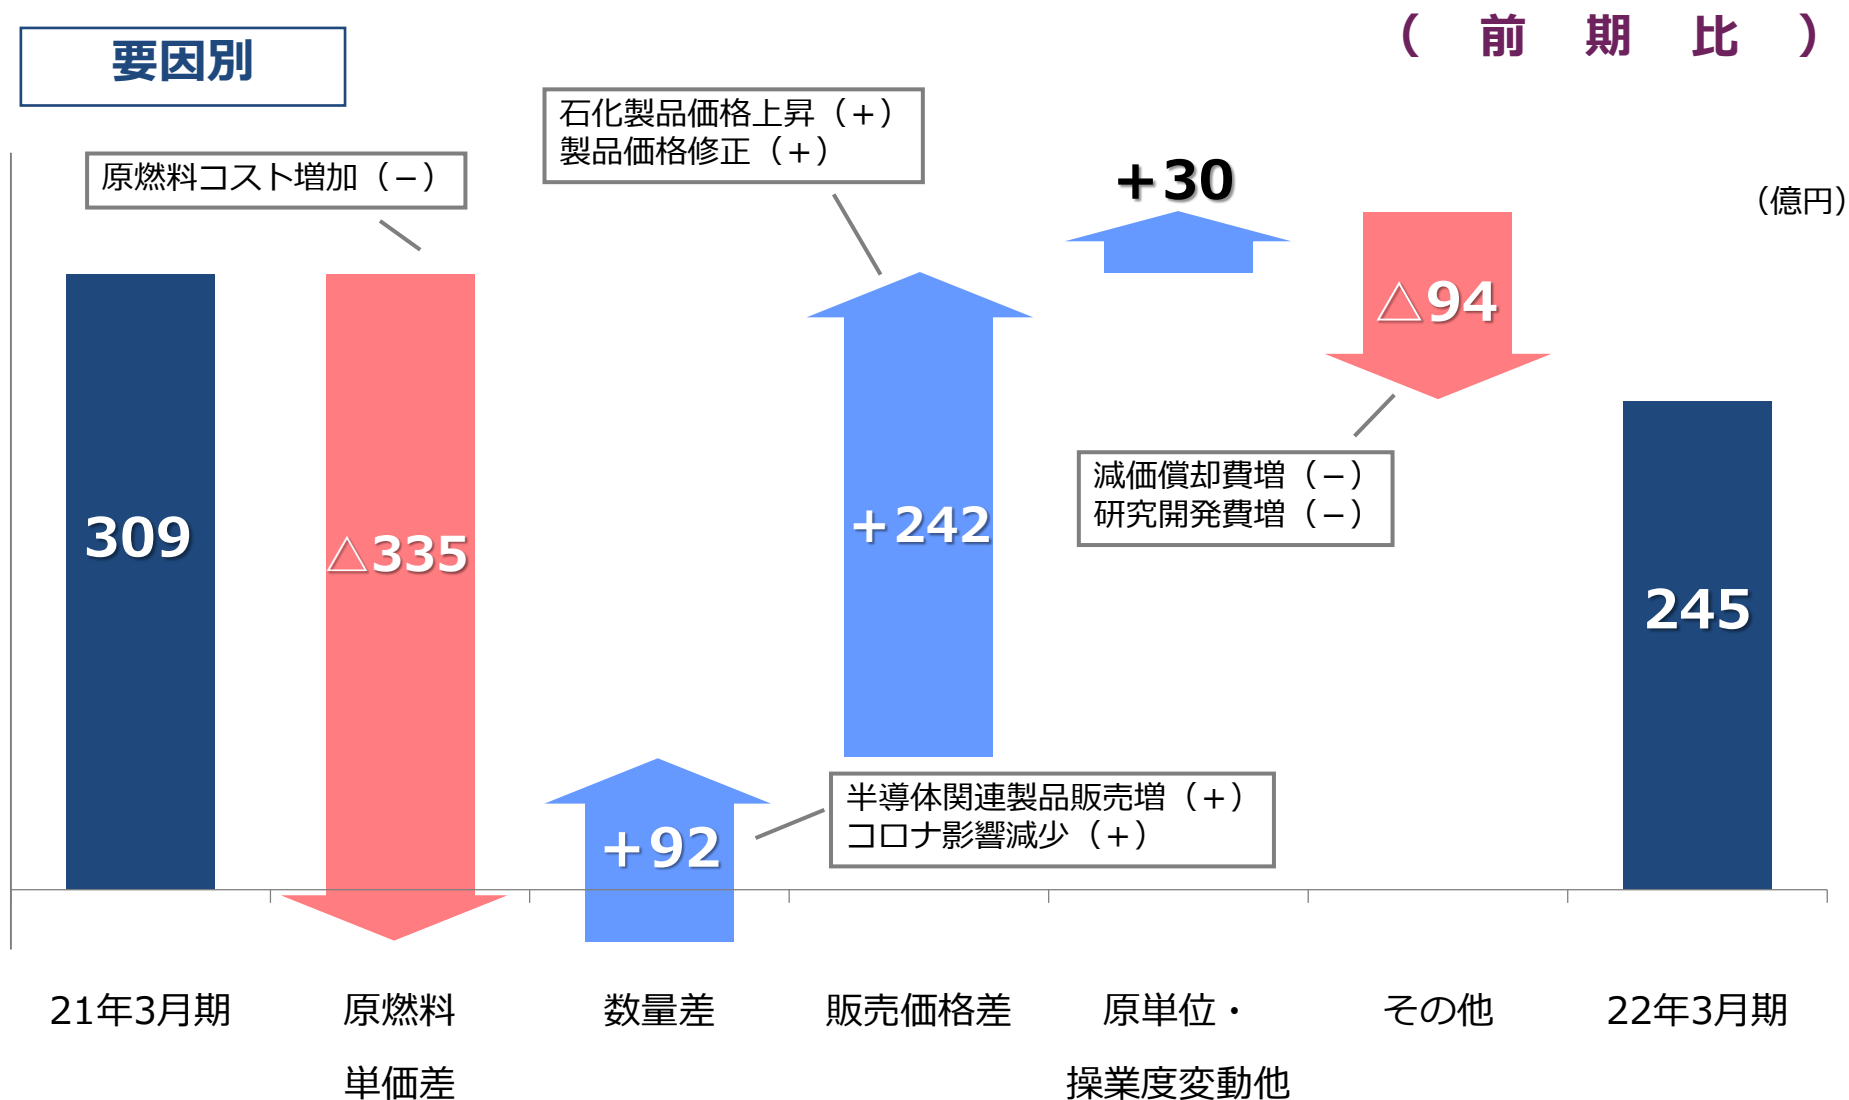 要因別
（前期比）
石化製品価格上昇（＋）
製品価格修正（＋）
原燃料コスト増加（－）
＋30
（億円）
△94
309
△335
＋242
減価償却費増（－）
研究開発費増（－）
245
半導体関連製品販売増（＋）
コロナ影響減少（＋）
＋92
21年3月期
原燃料
単価差
数量差
販売価格差
原単位・
操業度変動他
その他
22年3月期